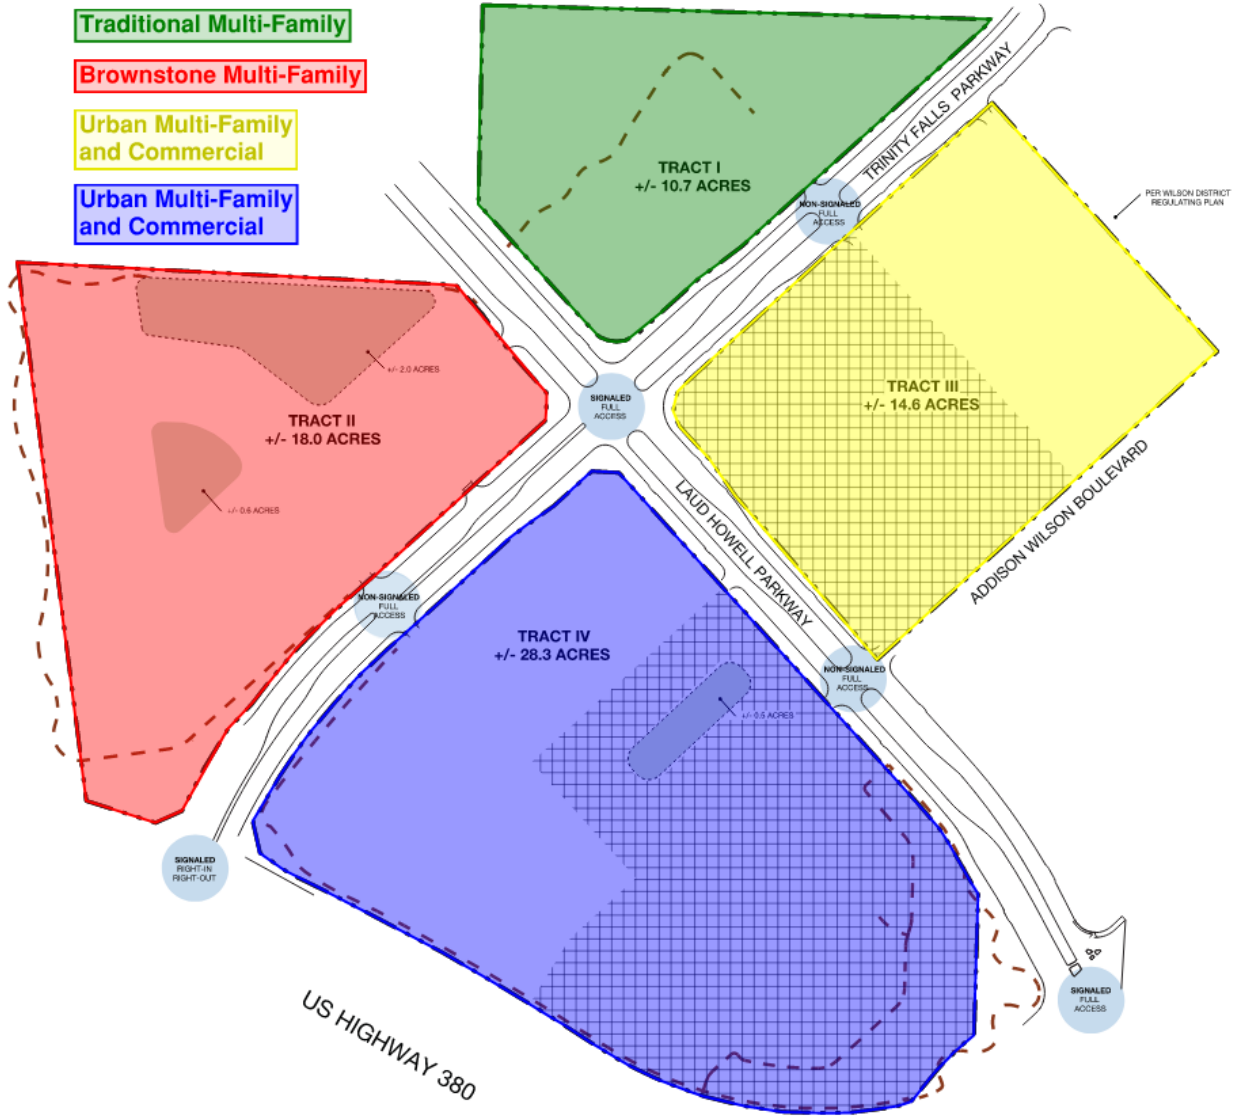 Traditional Multi-Family
Brownstone Multi-Family
Urban Multi-Family
and Commercial
Urban Multi-Family
and Commercial
TRACT I
+/- 10.7 ACRES
TRINITY FALLS PARKWAY
NON-SIGNALED
FULL
ACCESS
PER WILSON DISTRICT
REGULATING PLAN
+/- 2.0 ACRES
TRACT II
+/- 18.0 ACRES
SIGNALED
FULL
ACCESS
TRACT III
+/- 14.6 ACRES
+/- 0.6 ACRES
LAUD HOWELL PARKWAY
ADDISON WILSON BOULEVARD
NON-SIGNALED
FULL
ACCESS
TRACT IV
+/- 28.3 ACRES
NON-SIGNALED
FULL
ACCESS
+/- 0.5 ACRES
SIGNALED
RIGHT-IN
RIGHT-OUT
SIGNALED
FULL
ACCESS
US HIGHWAY 380